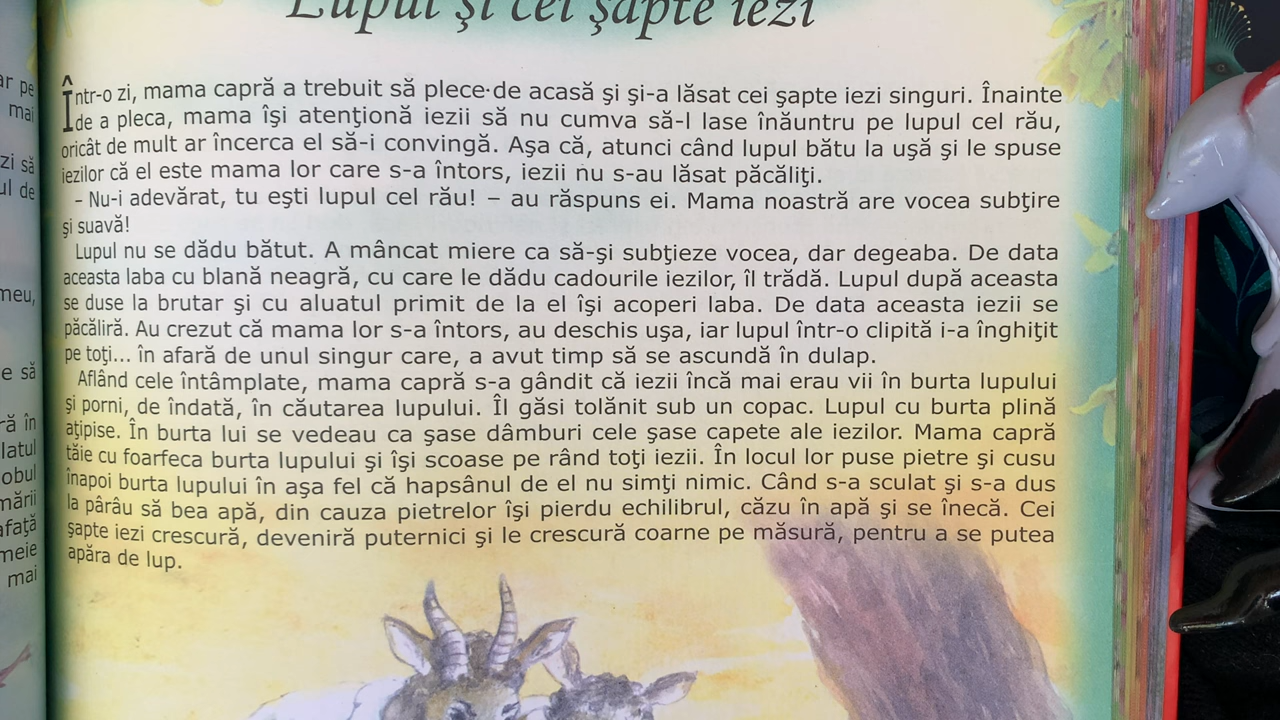 Lupul şi cei şapte iezi
Într-o zi, mama capră a trebuit să plece de acasă şi şi-a lăsat cei şapte iezi singuri. Înainte
de a pleca, mama îşi atenţionă iezii să nu cumva să-l lase înăuntru pe lupul cel rău,
oricât de mult ar încerca el să-i convingă. Aşa că, atunci când lupul bătu la uşă şi le spuse
iezilor că el este mama lor care s-a întors, iezii nu s-au lăsat păcăliţi.
– Nu-i adevărat, tu eşti lupul cel rău! – au răspuns ei. Mama noastră are vocea subţire
şi suavă!
Lupul nu se dădu bătut. A mâncat miere ca să-şi subţieze vocea, dar degeaba. De data
aceasta laba cu blană neagră, cu care le dădu cadourile iezilor, îl trădă. Lupul după aceasta
se duse la brutar şi cu aluatul primit de la el îşi acoperi laba. De data aceasta iezii se
păcăliră. Au crezut că mama lor s-a întors, au deschis uşa, iar lupul într-o clipită i-a înghiţit
pe toţi... în afară de unul singur care, a avut timp să se ascundă în dulap.
Aflând cele întâmplate, mama capră s-a gândit că iezii încă mai erau vii în burta lupului
şi porni, de îndată, în căutarea lupului. Îl găsi tolănit sub un copac. Lupul cu burta plină
aţipise. În burta lui se vedeau ca şase dâmburi cele şase capete ale iezilor. Mama capră
tăie cu foarfeca burta lupului şi îşi scoase pe rând toţi iezii. În locul lor puse pietre şi cusu
înapoi burta lupului în aşa fel că hapsânul de el nu simţi nimic. Când s-a sculat şi s-a dus
la pârâu să bea apă, din cauza pietrelor îşi pierdu echilibrul, căzu în apă şi se înecă. Cei
şapte iezi crescură, deveniră puternici şi le crescură coarne pe măsură, pentru a se putea
apăra de lup.